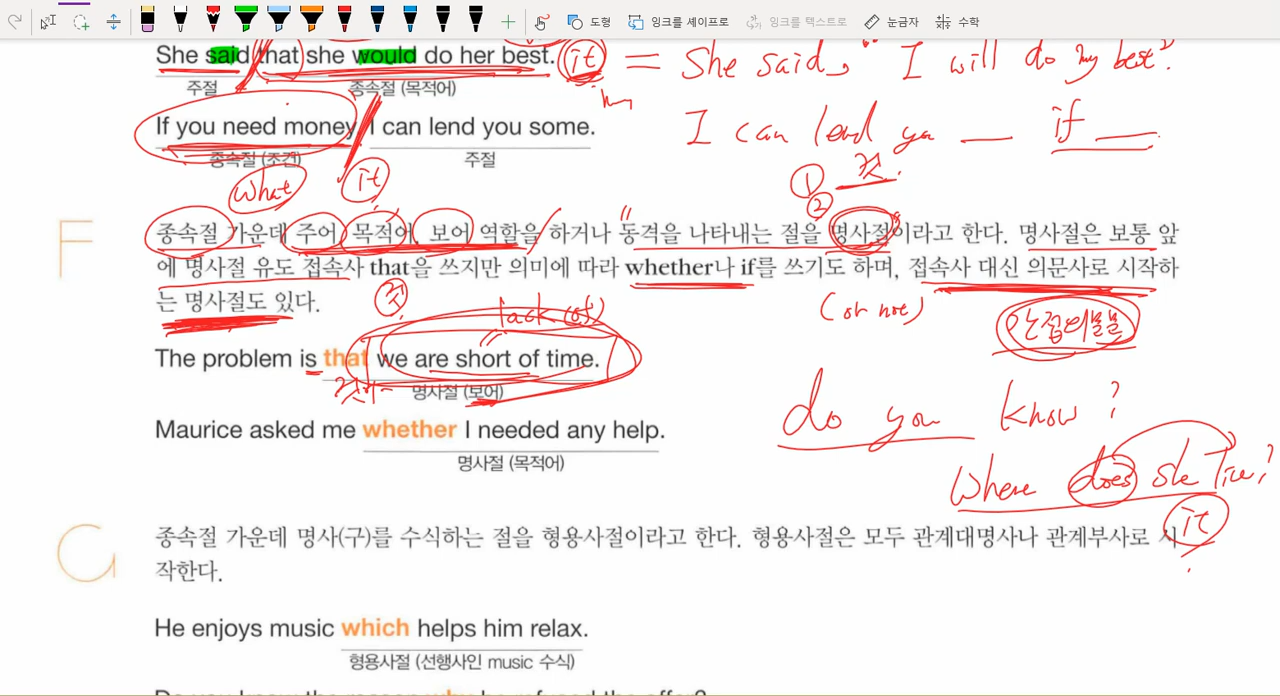 도형 잉크를 셰이프로 잉크를 텍스트로 눈금자 수학
She said that she would do her best. it = She said, "I will do my best"
주절 종속절 (목적어)
If you need money I can lend you some. I can lend you if
종속절 (조건) 주절
what it ① 것.
②
F 종속절 가운데 주어, 목적어, 보어 역할을 하거나 동격을 나타내는 절을 명사절이라고 한다. 명사절은 보통 앞
에 명사절 유도 접속사 that을 쓰지만 의미에 따라 whether나 if를 쓰기도 하며, 접속사 대신 의문사로 시작하
는 명사절도 있다. 것 (or not)
lack of
The problem is that we are short of time.
명사절 (보어)
do you know?
Maurice asked me whether I needed any help.
명사절 (목적어)
Where does she live?
it
G 종속절 가운데 명사(구)를 수식하는 절을 형용사절이라고 한다. 형용사절은 모두 관계대명사나 관계부사로 시
작한다.
He enjoys music which helps him relax.
형용사절 (선행사인 music 수식)
Do you know the reason why he refused the offer?